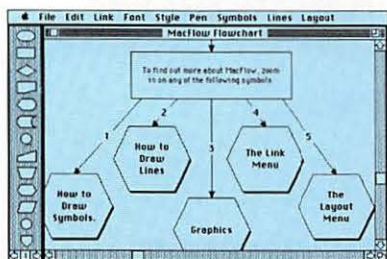 File Edit Link Font Style Pen Symbols Lines Layout
MacFlow Flowchart
To find out more about MacFlow, zoom
in on any of the following symbols
1
2
3
4
5
How to
Draw
Symbols.
How to
Draw
Lines
Graphics
The Link
Menu
The
Layout
Menu